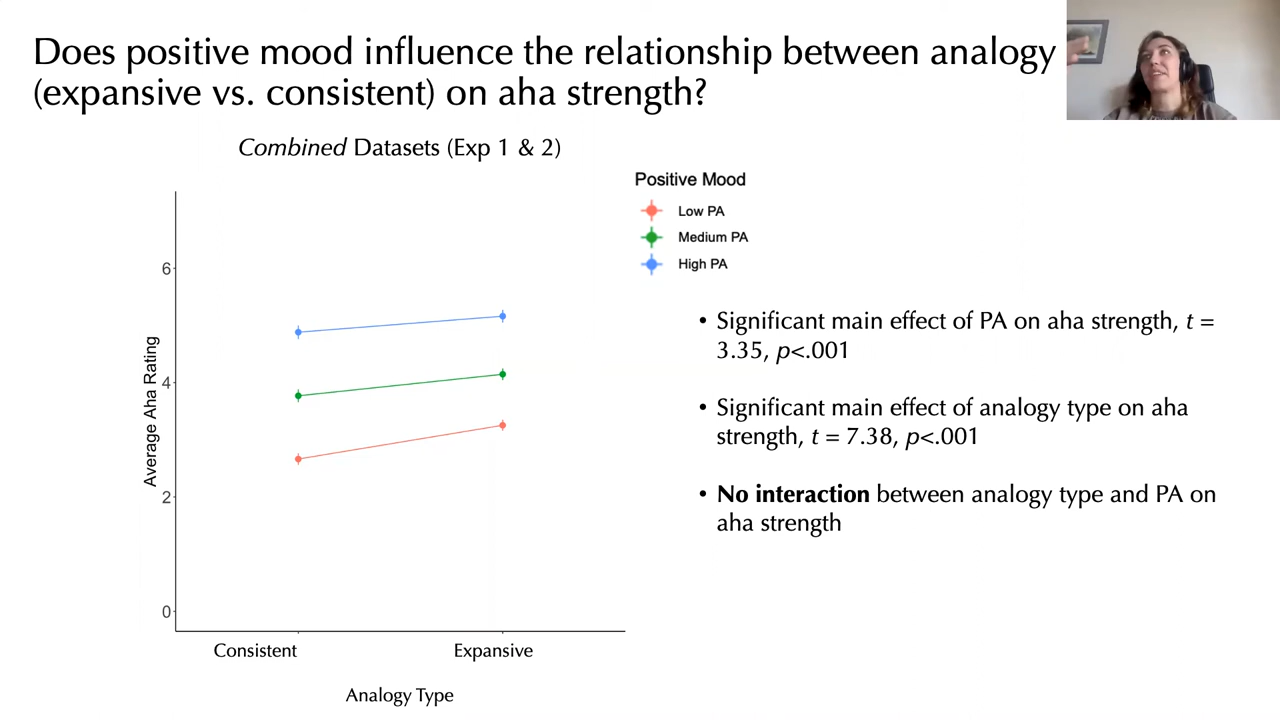 Does positive mood influence the relationship between analogy
(expansive vs. consistent) on aha strength?
Combined Datasets (Exp 1 & 2)
Positive Mood
Low PA
Medium PA
High PA
6
4
2
0
Average Aha Rating
Consistent
Expansive
Analogy Type
• Significant main effect of PA on aha strength, t =
3.35, p<.001
• Significant main effect of analogy type on aha
strength, t = 7.38, p<.001
• No interaction between analogy type and PA on
aha strength